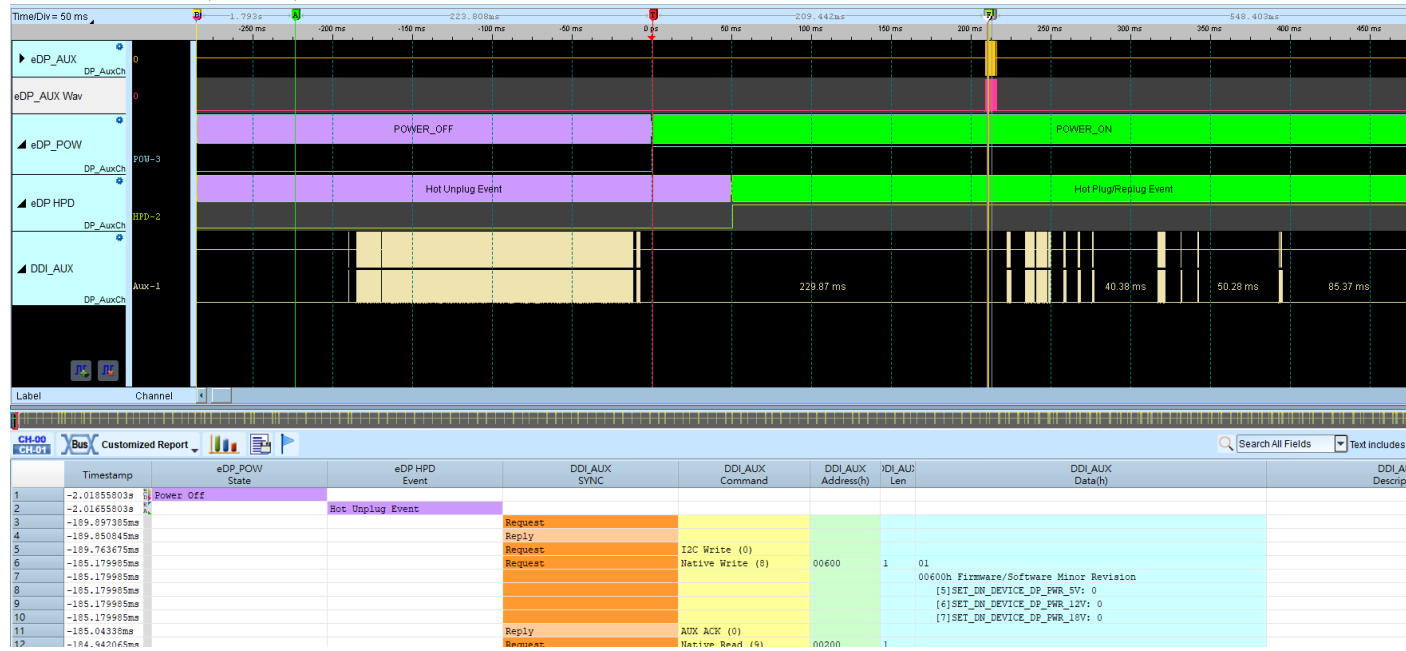 Time/Div= 50 ms
B 1.793s A 223.808ms T 209.442ms 548.403ms
-250 ms -200 ms -150 ms -100 ms -50 ms 0 ps 50 ms 100 ms 150 ms 200 ms 250 ms 300 ms 350 ms 400 ms 450 ms
eDP_AUX 0
DP_AuxCh
eDP_AUX Wav 0
POWER_OFF POWER_ON
eDP_POW
POW-3
DP_AuxCh
Hot Unplug Event Hot Plug/Replug Event
eDP HPD
HPD-2
DP_AuxCh
DDI_AUX
Aux-1 229.87 ms 40.38 ms 50.28 ms 85.37 ms
DP_AuxCh
Label Channel
CH-00 Bus Customized Report Search All Fields Text includes
CH-01
Timestamp eDP_POW State eDP HPD Event DDI_AUX SYNC DDI_AUX Command DDI_AUX Address(h) Len DDI_AUX Data(h)
1 -2.01855803s Power Off
2 -2.01655803s Hot Unplug Event
3 -189.897385ms Request
4 -189.850845ms Reply
5 -189.763675ms Request I2C Write (0)
6 -185.179985ms Request Native Write (8) 00600 1 01
7 -185.179985ms 00600h Firmware/Software Minor Revision
8 -185.179985ms [5]SET_DN_DEVICE_DP_PWR_5V: 0
9 -185.179985ms [6]SET_DN_DEVICE_DP_PWR_12V: 0
10 -185.179985ms [7]SET_DN_DEVICE_DP_PWR_18V: 0
11 -185.04338ms Reply AUX ACK (0)
12 -184.942065ms Request Native Read (9) 00200 1